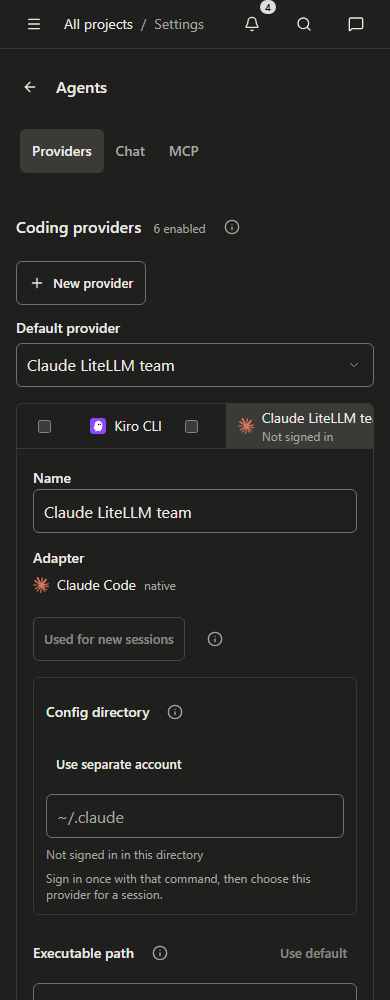 4
All projects / Settings
Agents
Providers Chat MCP
Coding providers 6 enabled
+ New provider
Default provider
Claude LiteLLM team
Kiro CLI
Claude LiteLLM te
Not signed in
Name
Claude LiteLLM team
Adapter
Claude Code native
Used for new sessions
Config directory
Use separate account
~/.claude
Not signed in in this directory
Sign in once with that command, then choose this
provider for a session.
Executable path Use default